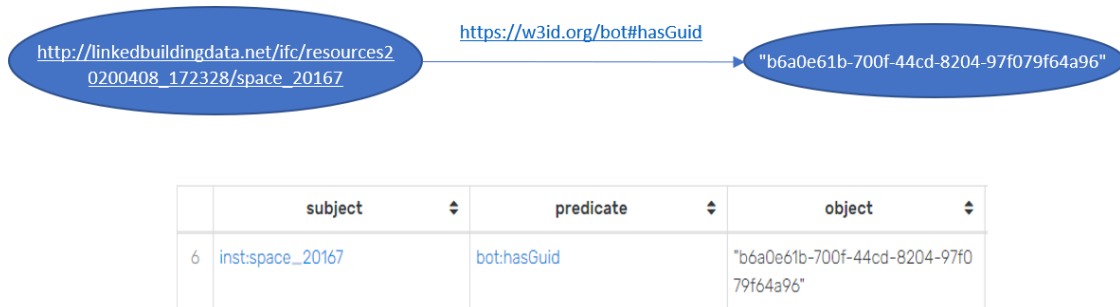 https://w3id.org/bot#hasGuid
http://linkedbuildingdata.net/ifc/resources2
0200408_172328/space_20167
"b6a0e61b-700f-44cd-8204-97f079f64a96"
subject predicate object
6 inst:space_20167 bot:hasGuid "b6a0e61b-700f-44cd-8204-97f0
79f64a96"